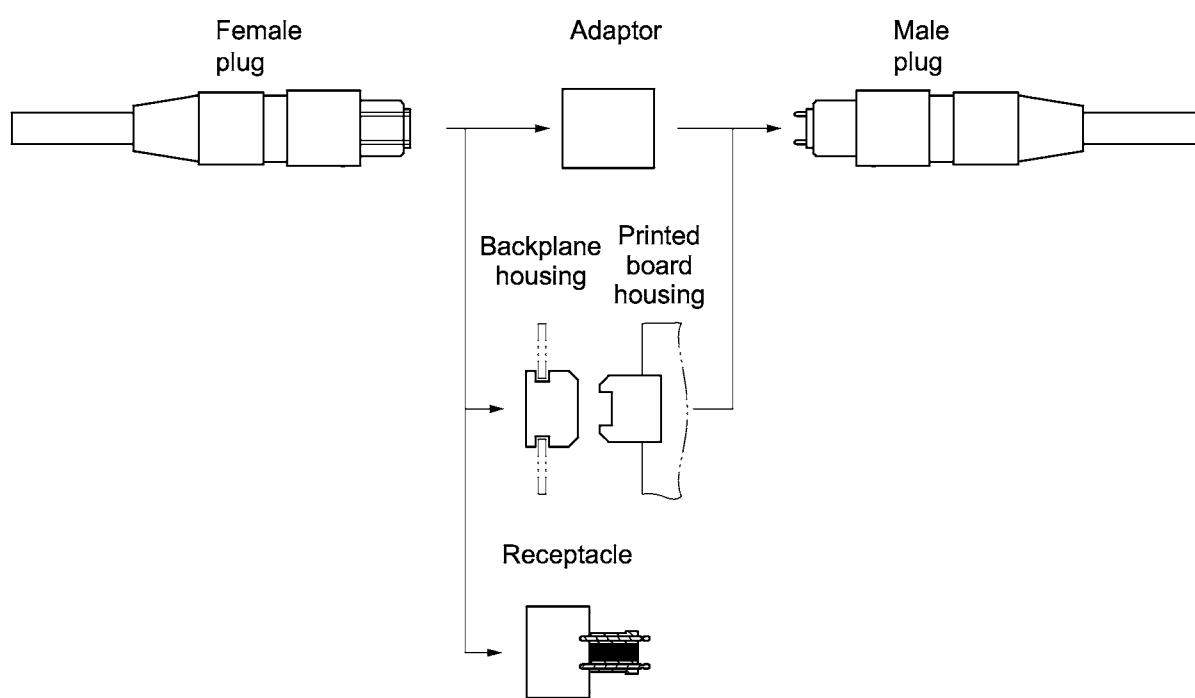 Female
plug
Adaptor
Male
plug
Backplane
housing
Printed
board
housing
Receptacle